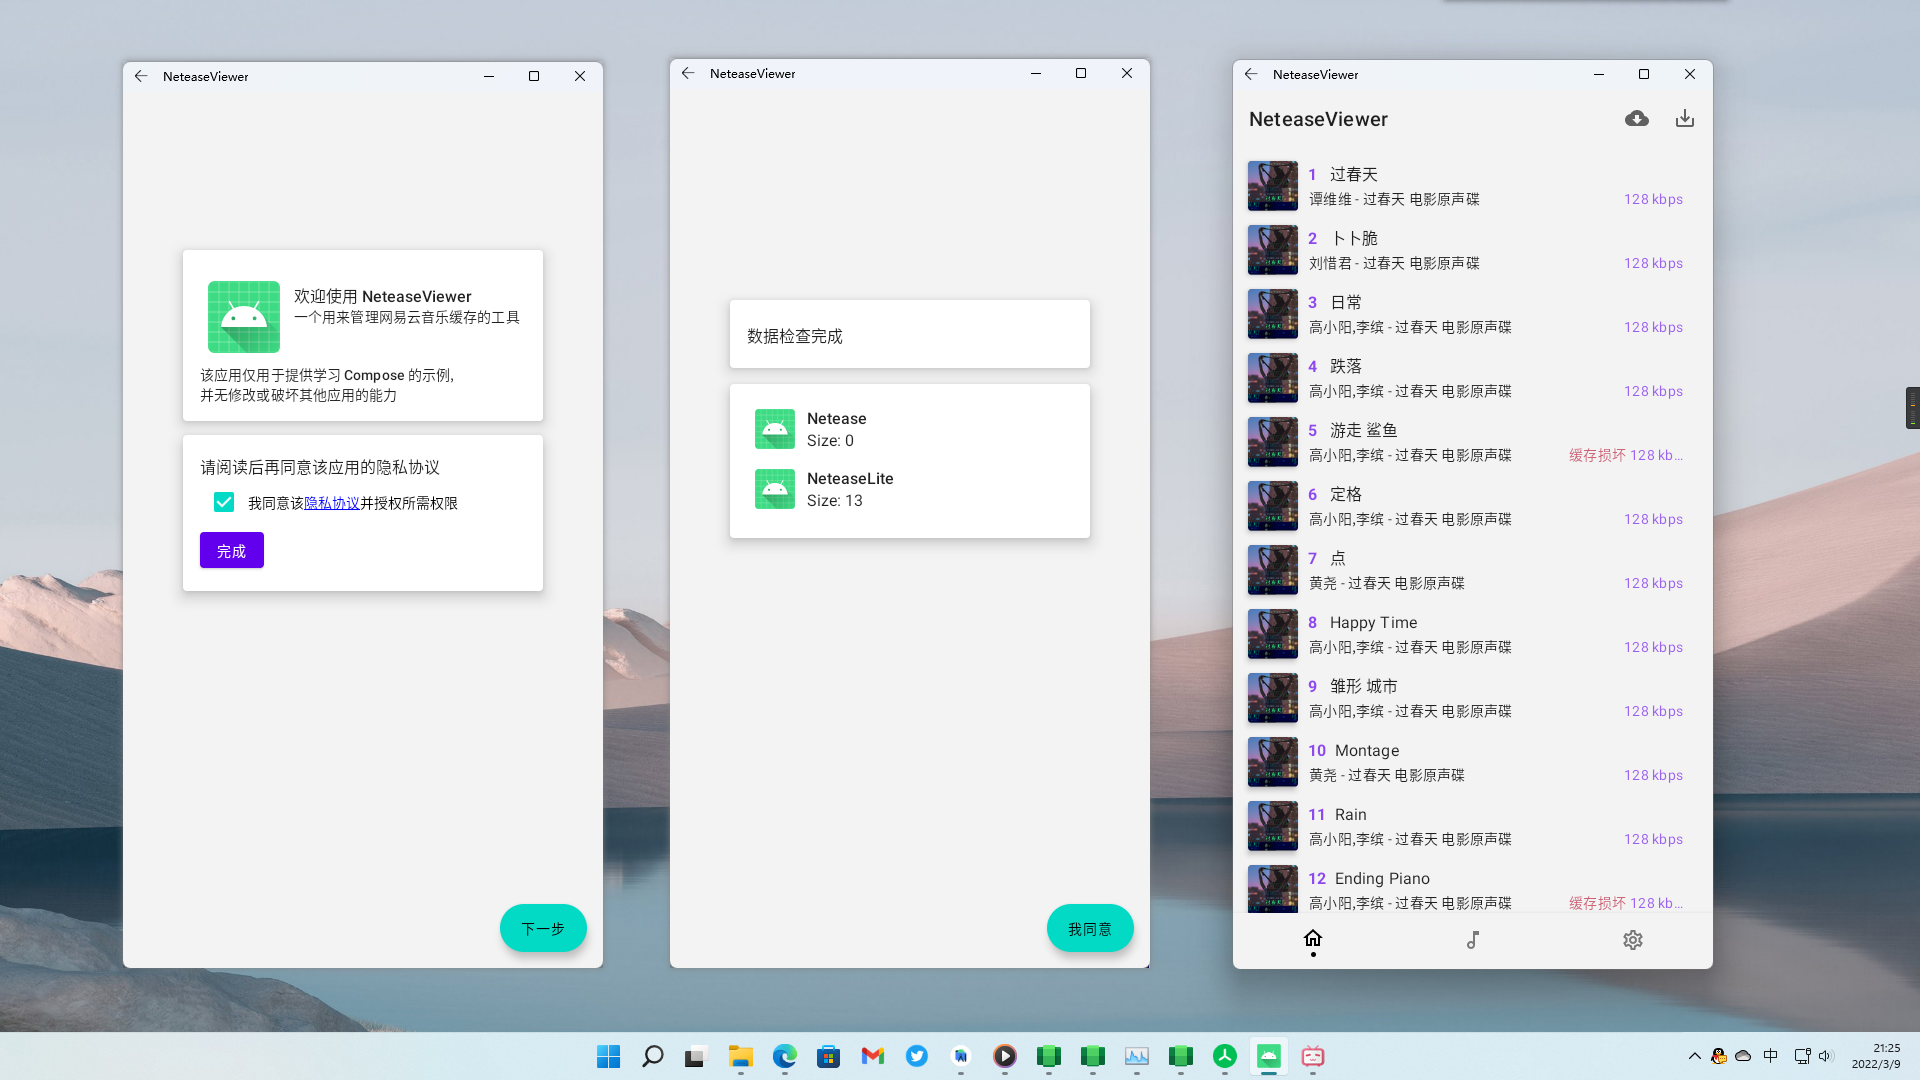 NeteaseViewer
欢迎使用 NeteaseViewer
一个用来管理网易云音乐缓存的工具
该应用仅用于提供学习 Compose 的示例,
并无修改或破坏其他应用的能力
请阅读后再同意该应用的隐私协议
我同意该隐私协议并授权所需权限
完成
下一步
NeteaseViewer
数据检查完成
Netease
Size: 0
NeteaseLite
Size: 13
我同意
NeteaseViewer
NeteaseViewer
1 过春天
谭维维 - 过春天 电影原声碟 128 kbps
2 卜卜脆
刘惜君 - 过春天 电影原声碟 128 kbps
3 日常
高小阳,李缤 - 过春天 电影原声碟 128 kbps
4 跌落
高小阳,李缤 - 过春天 电影原声碟 128 kbps
5 游走 鲨鱼
高小阳,李缤 - 过春天 电影原声碟 缓存损坏 128 kb...
6 定格
高小阳,李缤 - 过春天 电影原声碟 128 kbps
7 点
黄尧 - 过春天 电影原声碟 128 kbps
8 Happy Time
高小阳,李缤 - 过春天 电影原声碟 128 kbps
9 雏形 城市
高小阳,李缤 - 过春天 电影原声碟 128 kbps
10 Montage
黄尧 - 过春天 电影原声碟 128 kbps
11 Rain
高小阳,李缤 - 过春天 电影原声碟 128 kbps
12 Ending Piano
高小阳,李缤 - 过春天 电影原声碟 缓存损坏 128 kb...
中
21:25
2022/3/9